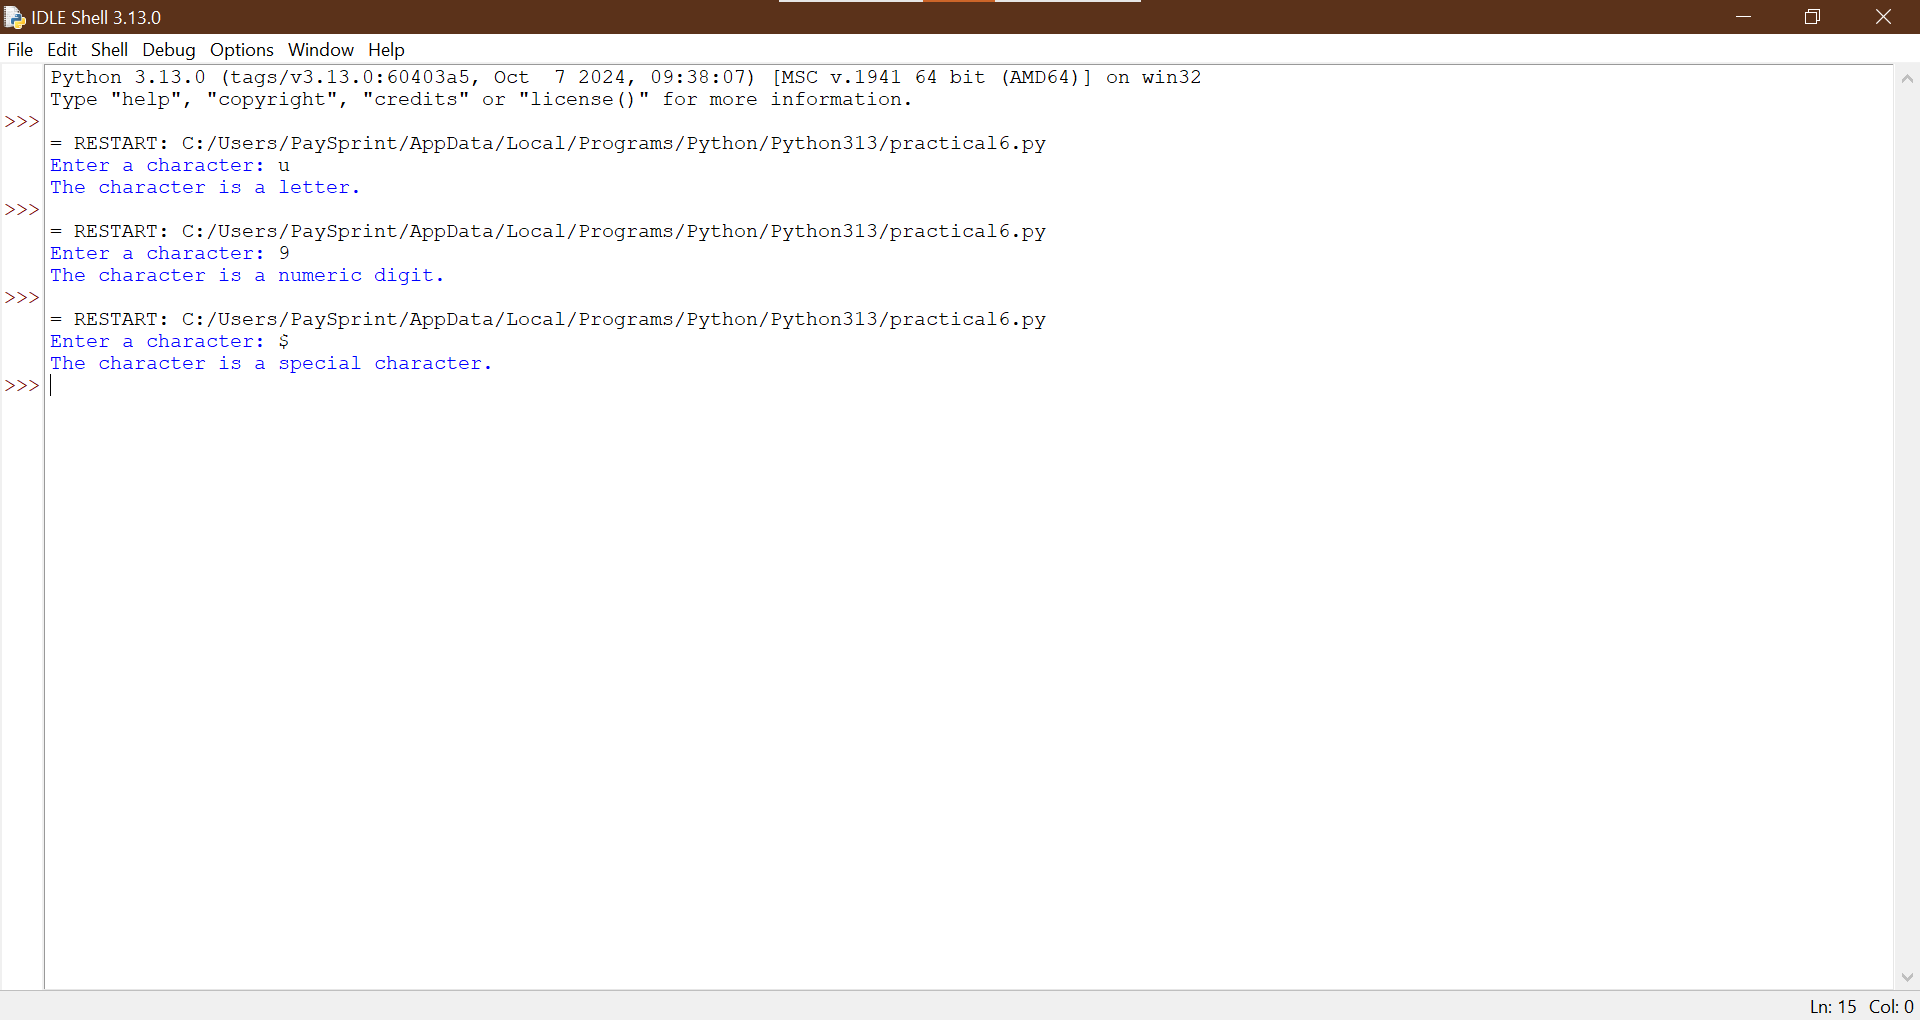 IDLE Shell 3.13.0
File Edit Shell Debug Options Window Help
Python 3.13.0 (tags/v3.13.0:60403a5, Oct  7 2024, 09:38:07) [MSC v.1941 64 bit (AMD64)] on win32
Type "help", "copyright", "credits" or "license()" for more information.
>>>
= RESTART: C:/Users/PaySprint/AppData/Local/Programs/Python/Python313/practical6.py
Enter a character: u
The character is a letter.
>>>
= RESTART: C:/Users/PaySprint/AppData/Local/Programs/Python/Python313/practical6.py
Enter a character: 9
The character is a numeric digit.
>>>
= RESTART: C:/Users/PaySprint/AppData/Local/Programs/Python/Python313/practical6.py
Enter a character: $
The character is a special character.
>>>
Ln: 15 Col: 0